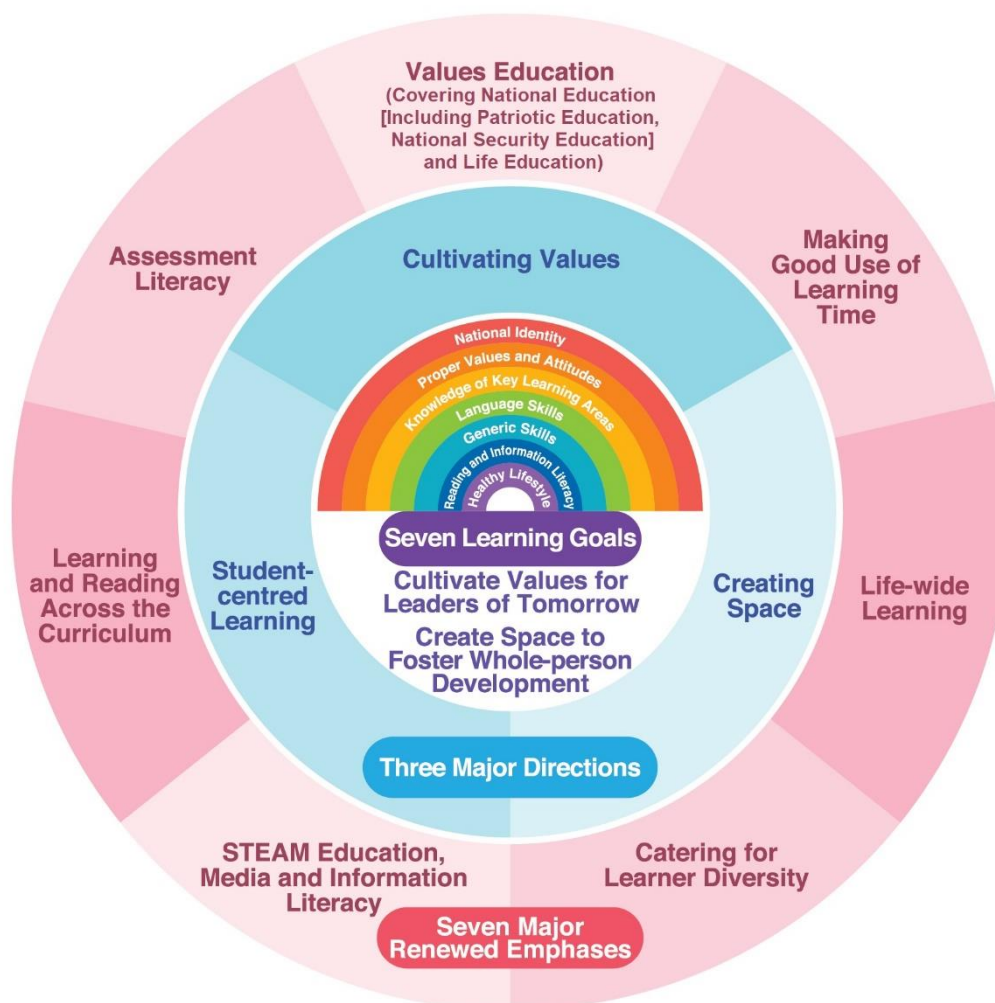 Values Education
(Covering National Education
[Including Patriotic Education,
National Security Education]
and Life Education)
Making
Good Use of
Learning
Time
Life-wide
Learning
Catering for
Learner Diversity
STEAM Education,
Media and Information
Literacy
Learning
and Reading
Across the
Curriculum
Assessment
Literacy
Seven Major
Renewed Emphases
Cultivating Values
Creating
Space
Student-
centred
Learning
Three Major Directions
National Identity
Proper Values and Attitudes
Knowledge of Key Learning Areas
Language Skills
Generic Skills
Reading and Information Literacy
Healthy Lifestyle
Seven Learning Goals
Cultivate Values for
Leaders of Tomorrow
Create Space to
Foster Whole-person
Development